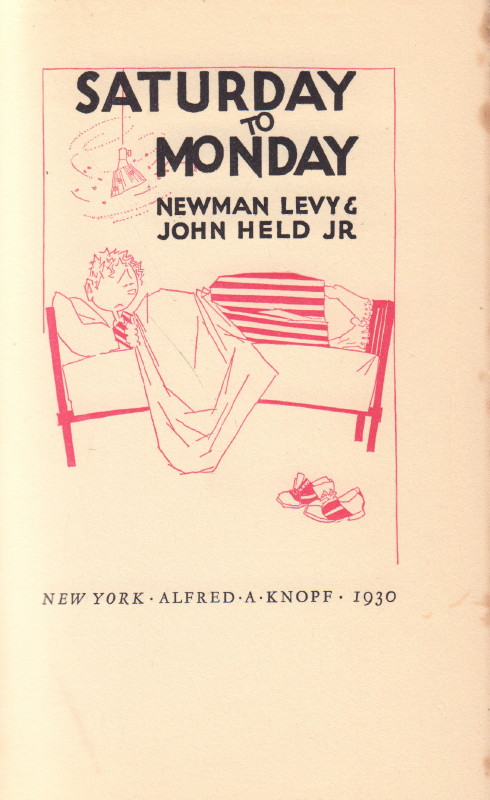 SATURDAY
TO
MONDAY
NEWMAN LEVY &
JOHN HELD JR
NEW YORK · ALFRED · A · KNOPF · 1930